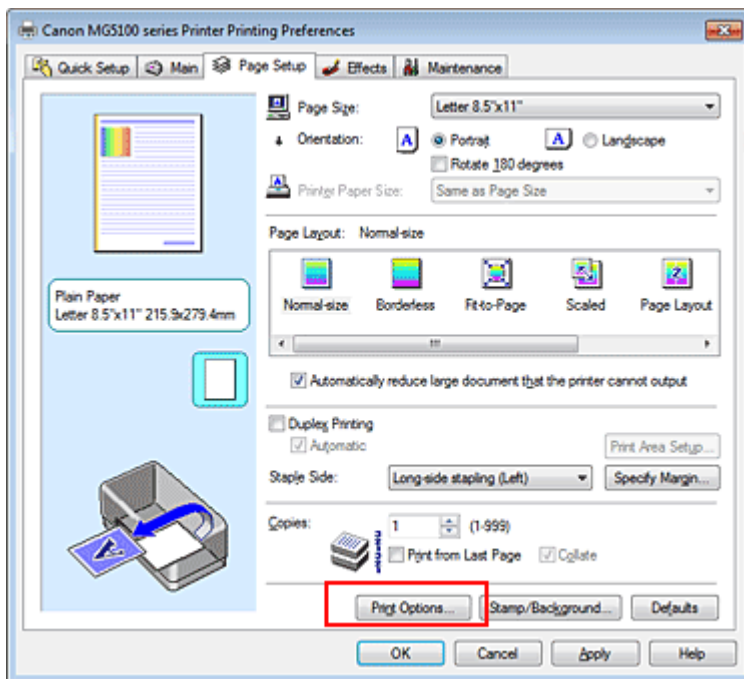 Canon MG5100 series Printer Printing Preferences
Quick Setup Main Page Setup Effects Maintenance
Page Size: Letter 8.5"x11"
Orientation: A Portrait A Landscape
Rotate 180 degrees
Printer Paper Size: Same as Page Size
Page Layout: Normal-size
Normal-size Borderless Fit-to-Page Scaled Page Layout
Plain Paper
Letter 8.5"x11" 215.9x279.4mm
Automatically reduce large document that the printer cannot output
Duplex Printing
Automatic Print Area Setup...
Staple Side: Long-side stapling (Left) Specify Margin...
Copies: 1 (1-999)
Print from Last Page Collate
Print Options... Stamp/Background... Defaults
OK Cancel Apply Help